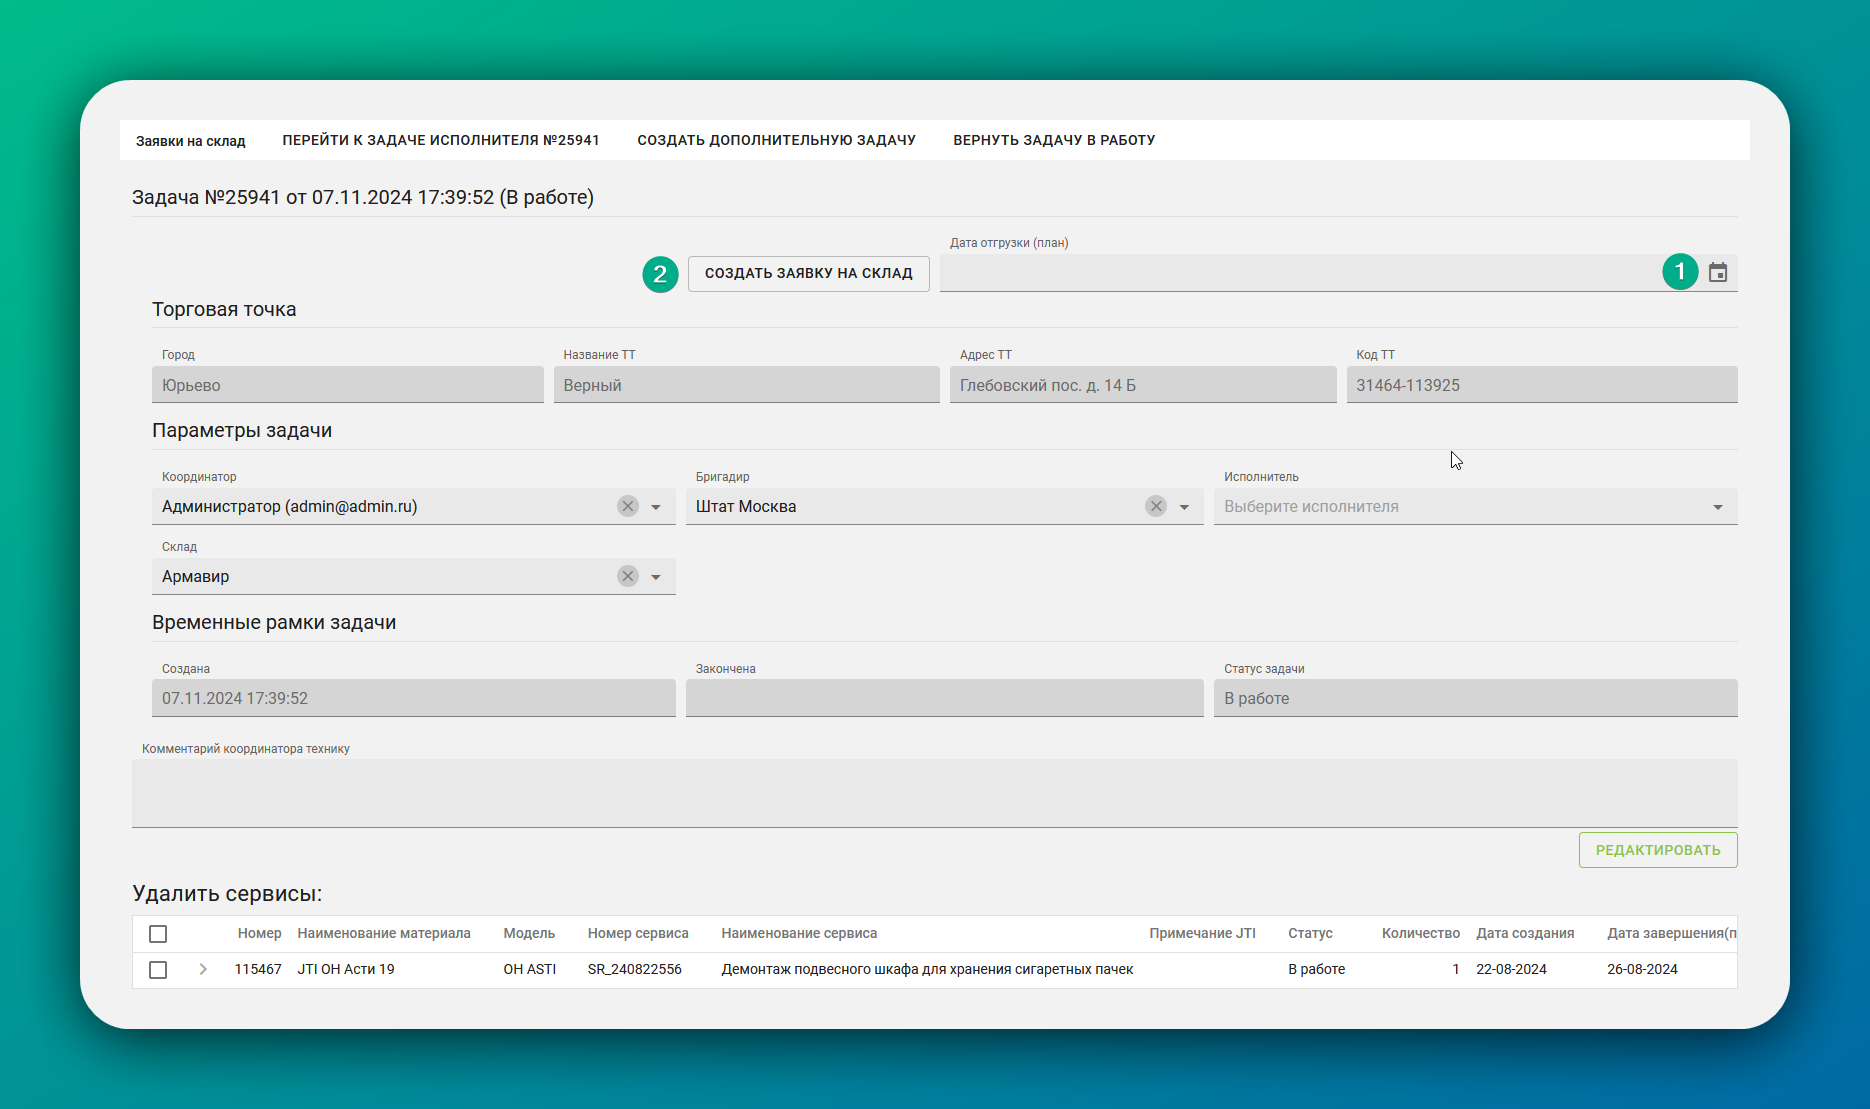 Заявки на склад ПЕРЕЙТИ К ЗАДАЧЕ ИСПОЛНИТЕЛЯ №25941 СОЗДАТЬ ДОПОЛНИТЕЛЬНУЮ ЗАДАЧУ ВЕРНУТЬ ЗАДАЧУ В РАБОТУ
Задача №25941 от 07.11.2024 17:39:52 (В работе)
Дата отгрузки (план)
2 СОЗДАТЬ ЗАЯВКУ НА СКЛАД 1
Торговая точка
Город Название ТТ Адрес ТТ Код ТТ
Юрьево Верный Глебовский пос. д. 14 Б 31464-113925
Параметры задачи
Координатор Бригадир Исполнитель
Администратор (admin@admin.ru) Штат Москва Выберите исполнителя
Склад
Армавир
Временные рамки задачи
Создана Закончена Статус задачи
07.11.2024 17:39:52 В работе
Комментарий координатора технику
РЕДАКТИРОВАТЬ
Удалить сервисы:
Номер Наименование материала Модель Номер сервиса Наименование сервиса Примечание JTI Статус Количество Дата создания Дата завершения(п
115467 JTI ОН Асти 19 OH ASTI SR_240822556 Демонтаж подвесного шкафа для хранения сигаретных пачек В работе 1 22-08-2024 26-08-2024